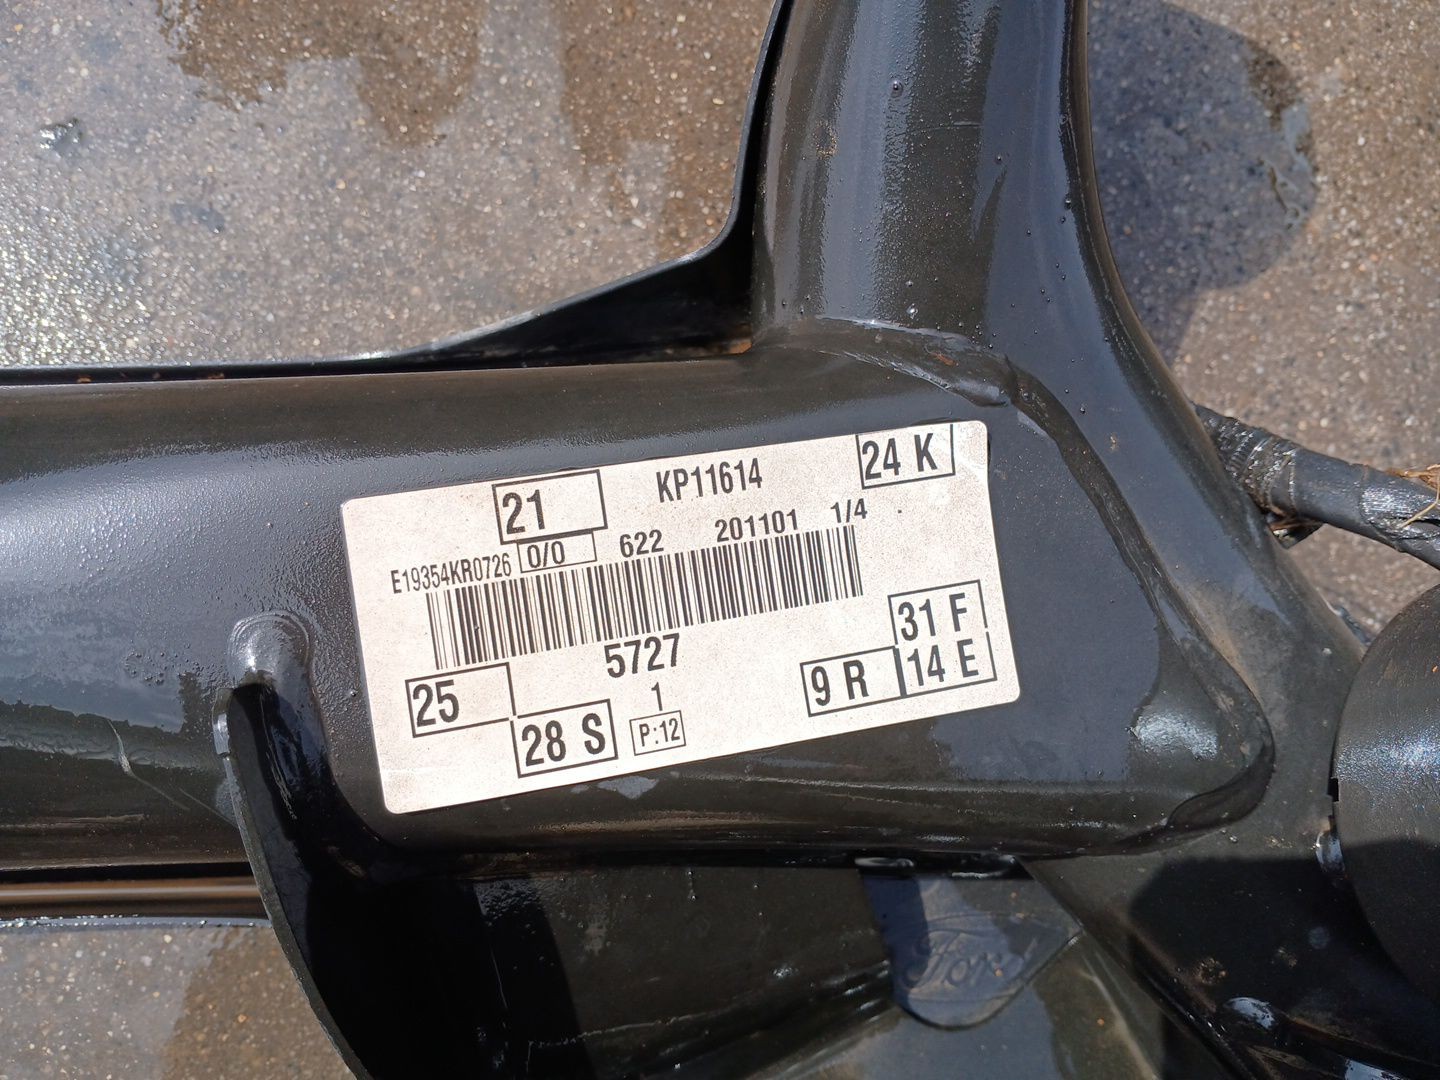 21
KP11614
24 K
E19354KR0726
0/0
622
201101
1/4
5727
31 F
25
1
9 R
14 E
28 S
P:12
Ford